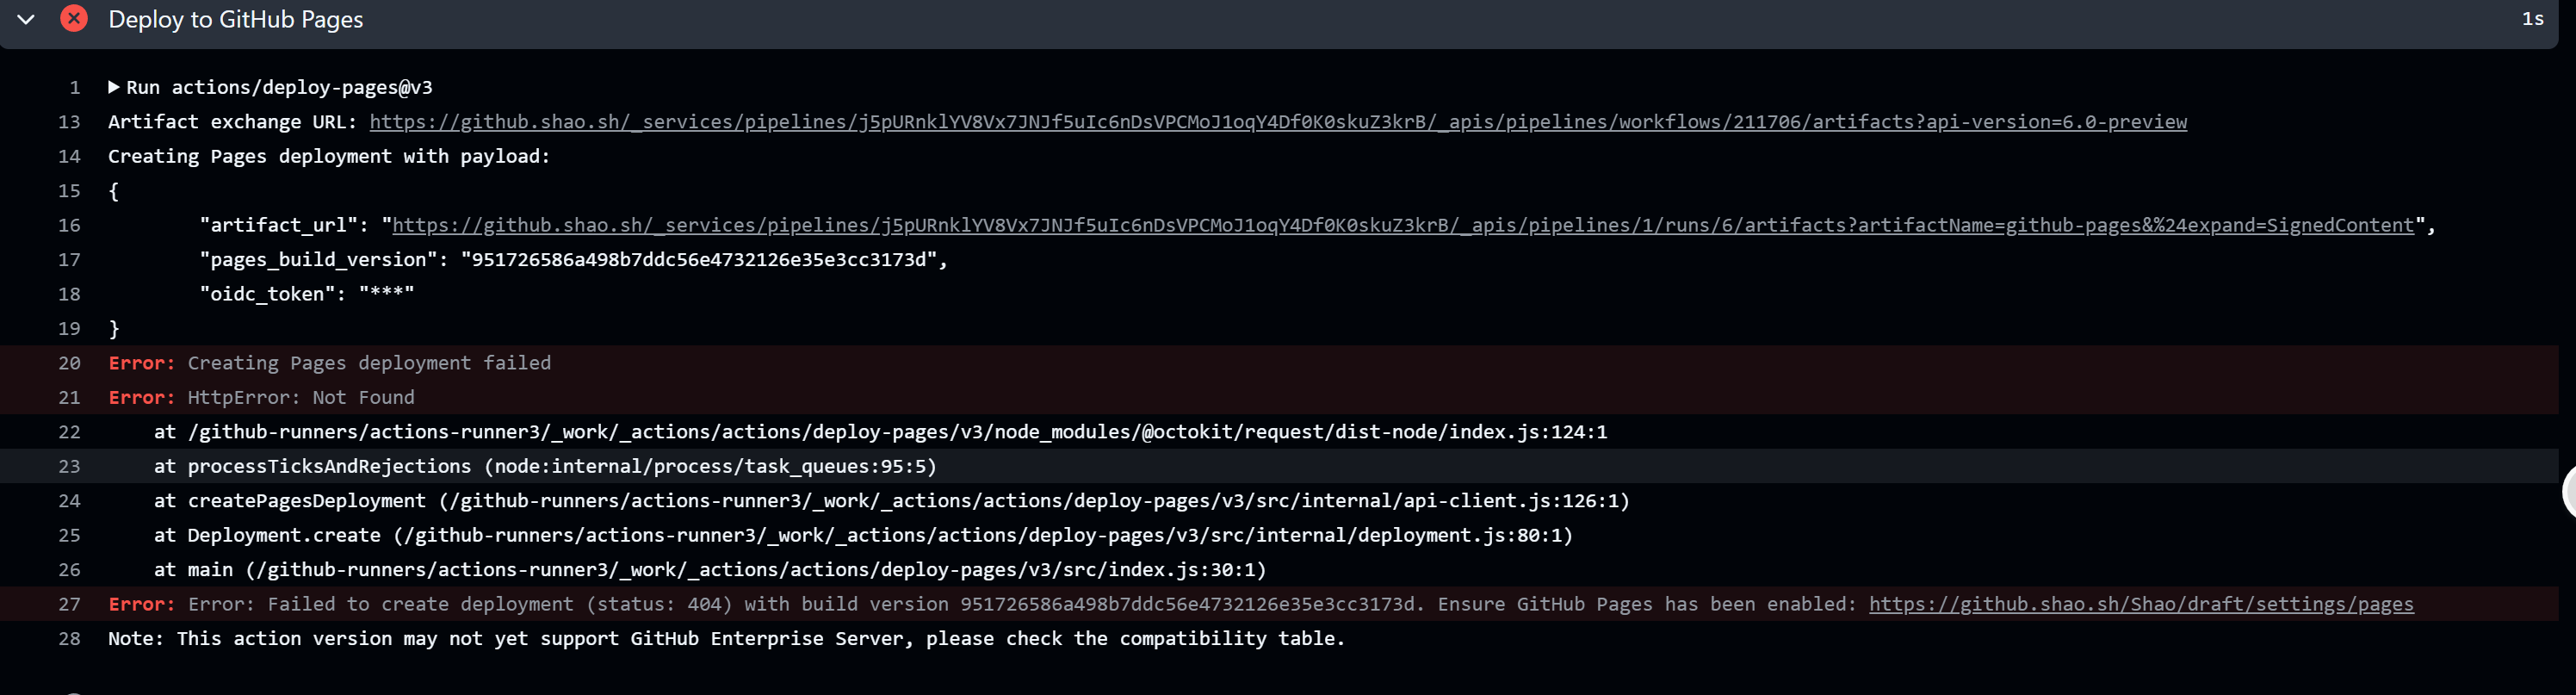 Deploy to GitHub Pages 1s
1 Run actions/deploy-pages@v3
13 Artifact exchange URL: https://github.shao.sh/_services/pipelines/j5pURnklYV8Vx7JNJf5uIc6nDsVPCMoJ1oqY4Df0K0skuZ3krB/_apis/pipelines/workflows/211706/artifacts?api-version=6.0-preview
14 Creating Pages deployment with payload:
15 {
16 "artifact_url": "https://github.shao.sh/_services/pipelines/j5pURnklYV8Vx7JNJf5uIc6nDsVPCMoJ1oqY4Df0K0skuZ3krB/_apis/pipelines/1/runs/6/artifacts?artifactName=github-pages&%24expand=SignedContent",
17 "pages_build_version": "951726586a498b7ddc56e4732126e35e3cc3173d",
18 "oidc_token": "***"
19 }
20 Error: Creating Pages deployment failed
21 Error: HttpError: Not Found
22 at /github-runners/actions-runner3/_work/_actions/actions/deploy-pages/v3/node_modules/@octokit/request/dist-node/index.js:124:1
23 at processTicksAndRejections (node:internal/process/task_queues:95:5)
24 at createPagesDeployment (/github-runners/actions-runner3/_work/_actions/actions/deploy-pages/v3/src/internal/api-client.js:126:1)
25 at Deployment.create (/github-runners/actions-runner3/_work/_actions/actions/deploy-pages/v3/src/internal/deployment.js:80:1)
26 at main (/github-runners/actions-runner3/_work/_actions/actions/deploy-pages/v3/src/index.js:30:1)
27 Error: Error: Failed to create deployment (status: 404) with build version 951726586a498b7ddc56e4732126e35e3cc3173d. Ensure GitHub Pages has been enabled: https://github.shao.sh/Shao/draft/settings/pages
28 Note: This action version may not yet support GitHub Enterprise Server, please check the compatibility table.